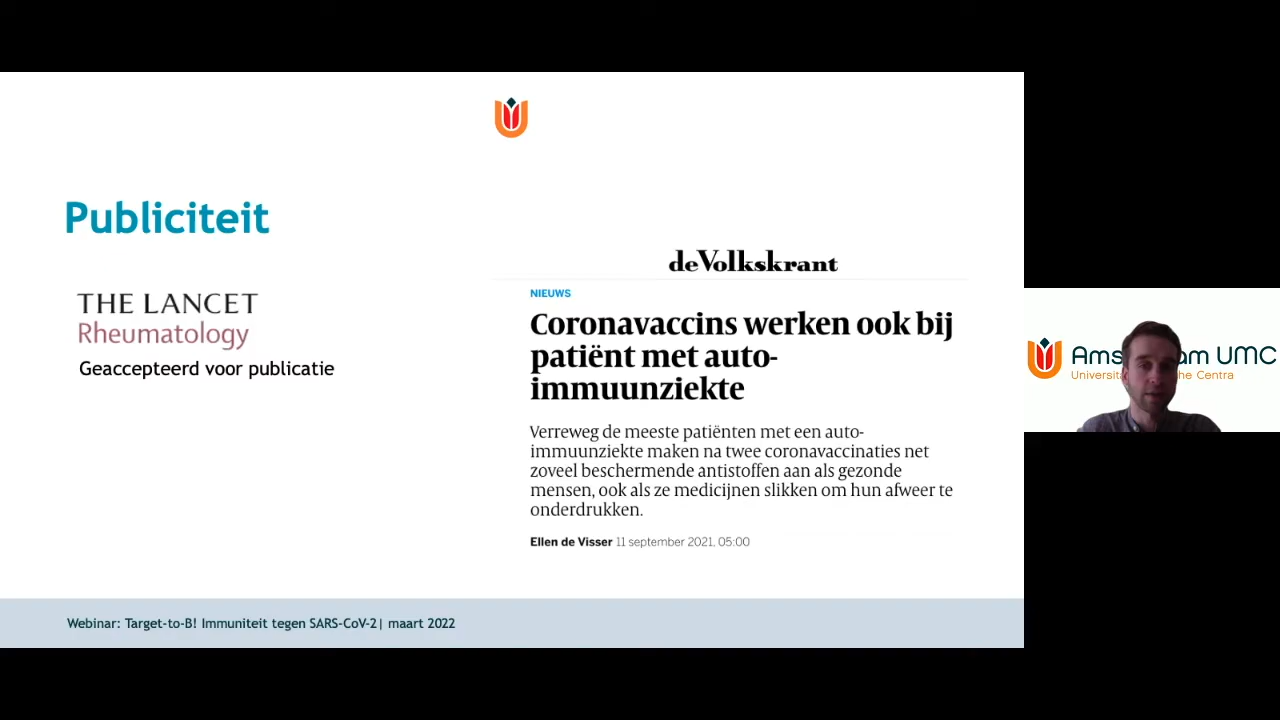 Publiciteit
THE LANCET
Rheumatology
Geaccepteerd voor publicatie
deVolkskrant
NIEUWS
Coronavaccins werken ook bij
patiënt met auto-
immuunziekte
Verreweg de meeste patiënten met een auto-
immuunziekte maken na twee coronavaccinaties net
zoveel beschermende antistoffen aan als gezonde
mensen, ook als ze medicijnen slikken om hun afweer te
onderdrukken.
Ellen de Visser 11 september 2021, 05:00
Webinar: Target-to-B! Immuniteit tegen SARS-CoV-2| maart 2022
UMC
Centra